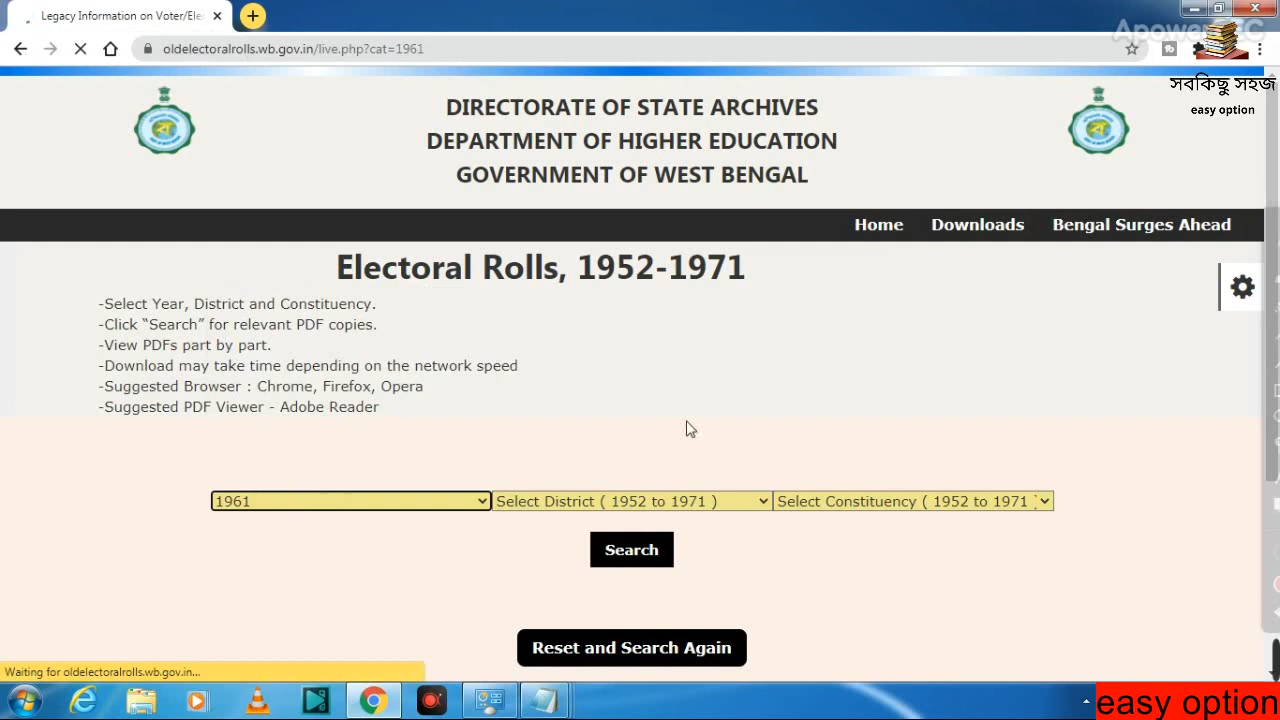 Legacy Information on Voter/Ele
oldelectoralrolls.wb.gov.in/live.php?cat=1961
সবকিছু সহজ
easy option
DIRECTORATE OF STATE ARCHIVES
DEPARTMENT OF HIGHER EDUCATION
GOVERNMENT OF WEST BENGAL
Home Downloads Bengal Surges Ahead
Electoral Rolls, 1952-1971
-Select Year, District and Constituency.
-Click “Search” for relevant PDF copies.
-View PDFs part by part.
-Download may take time depending on the network speed
-Suggested Browser : Chrome, Firefox, Opera
-Suggested PDF Viewer - Adobe Reader
1961 Select District ( 1952 to 1971 ) Select Constituency ( 1952 to 1971 )
Search
Reset and Search Again
Waiting for oldelectoralrolls.wb.gov.in...
easy option